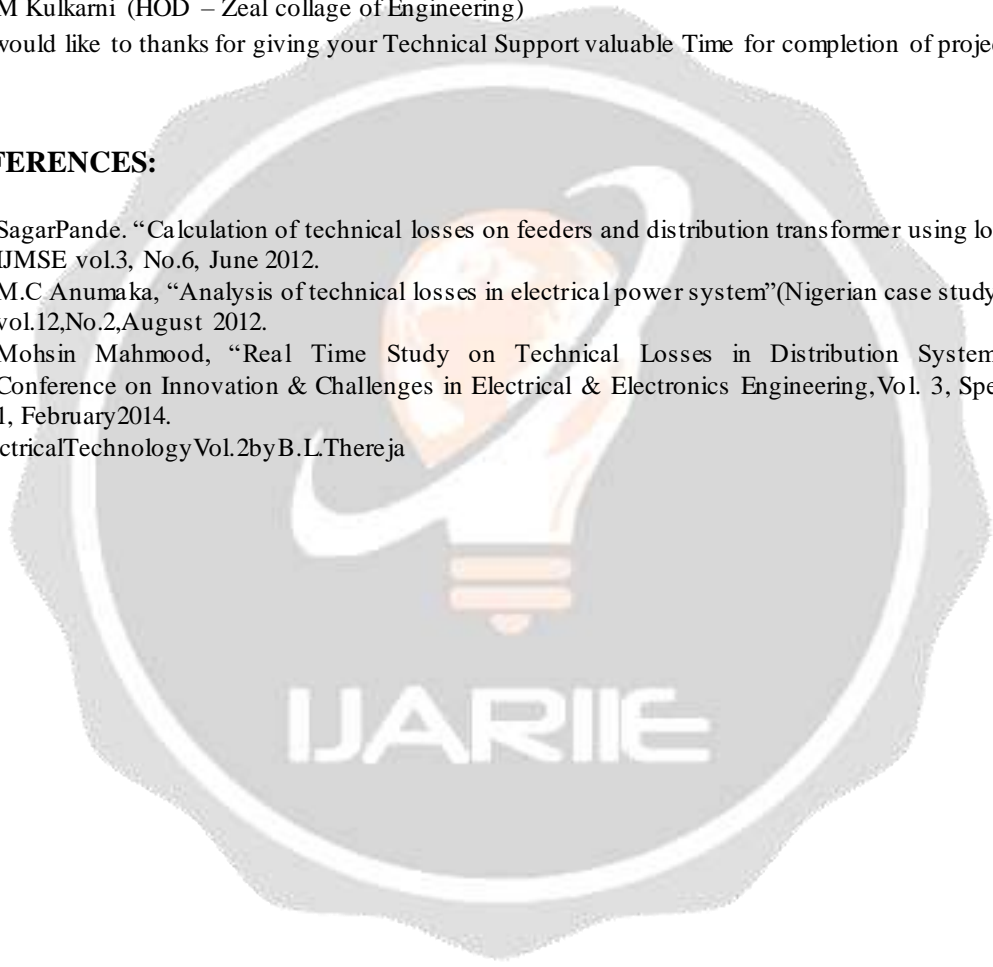 M Kulkarni (HOD – Zeal collage of Engineering)
would like to thanks for giving your Technical Support valuable Time for completion of projec
FERENCES:
SagarPande. “Calculation of technical losses on feeders and distribution transformer using lo
IJMSE vol.3, No.6, June 2012.
M.C Anumaka, “Analysis of technical losses in electrical power system”(Nigerian case study
vol.12,No.2,August 2012.
Mohsin Mahmood, “Real Time Study on Technical Losses in Distribution System
Conference on Innovation & Challenges in Electrical & Electronics Engineering,Vol. 3, Spe
1, February2014.
ctricalTechnologyVol.2byB.L.Thereja
IJARIIE